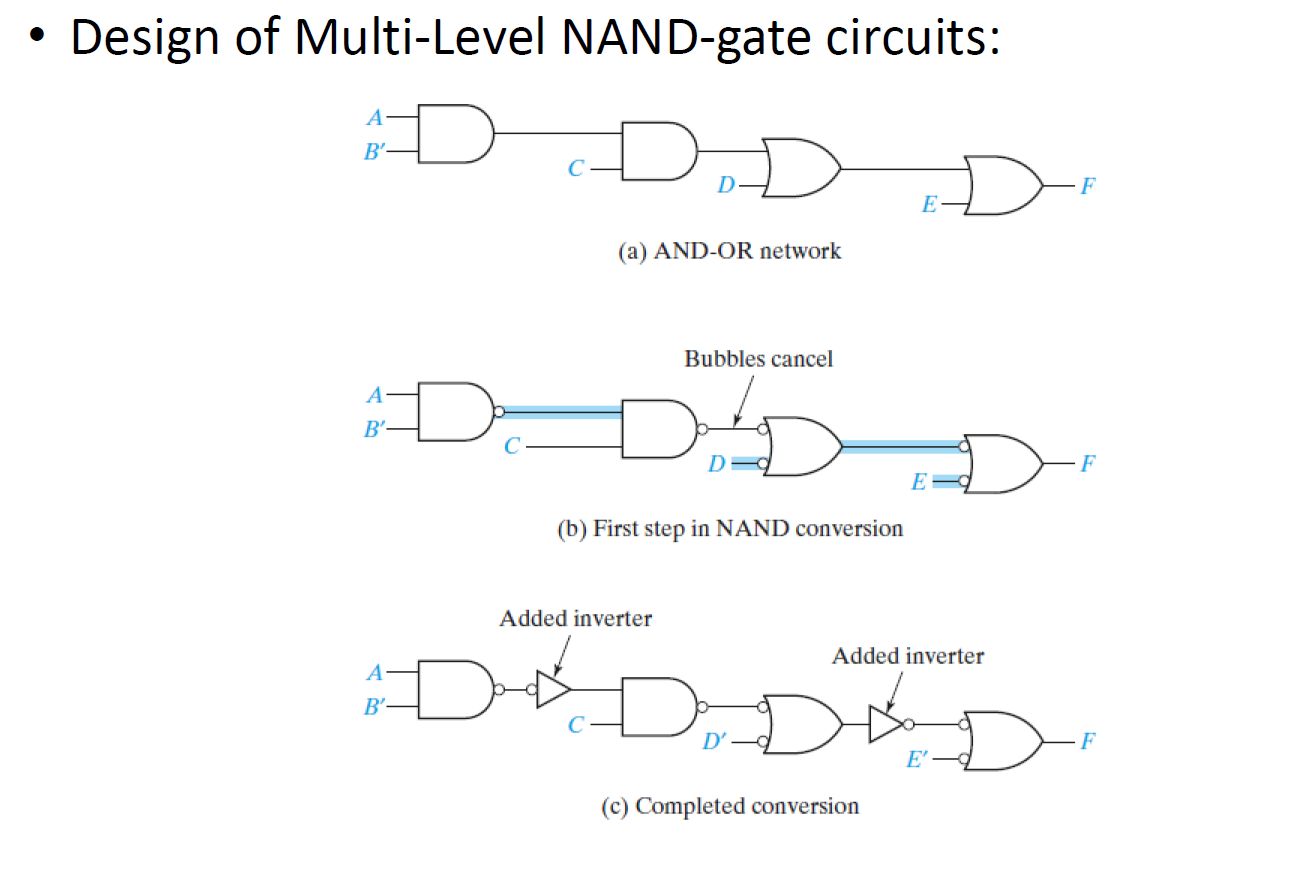 • Design of Multi-Level NAND-gate circuits:
A
B'
C
D
E
F
(a) AND-OR network
Bubbles cancel
A
B'
C
D
E
F
(b) First step in NAND conversion
Added inverter
Added inverter
A
B'
C
D'
E'
F
(c) Completed conversion